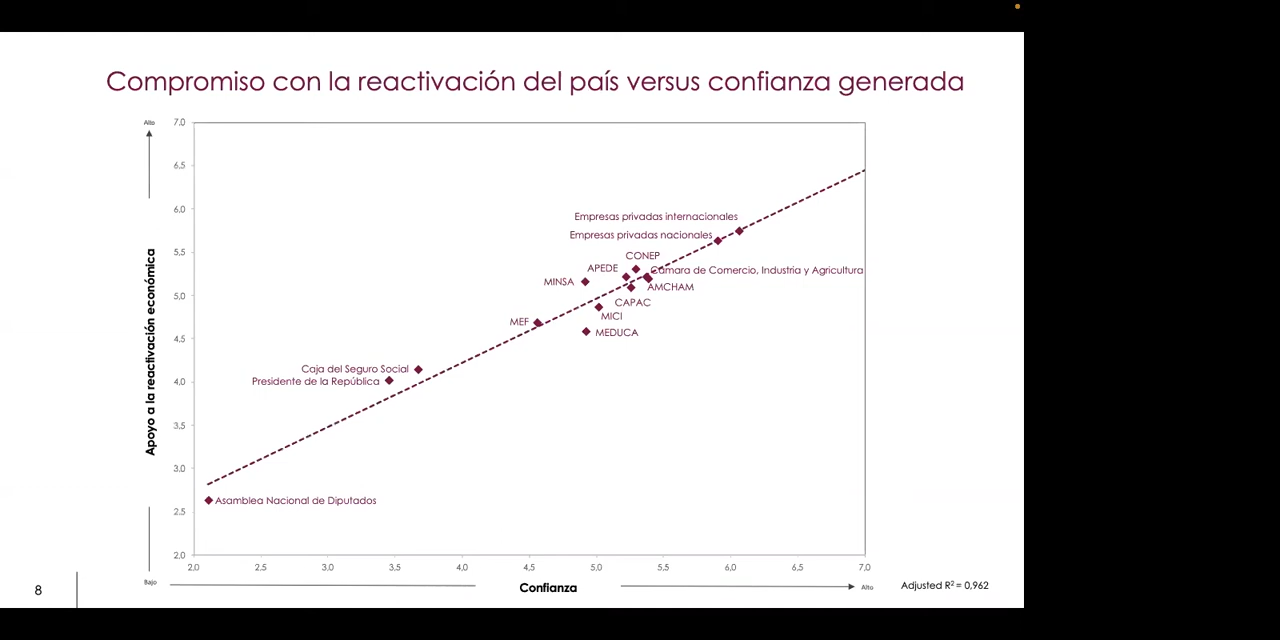 Compromiso con la reactivación del país versus confianza generada
Alto
7,0
6,5
6,0
5,5
5,0
4,5
4,0
3,5
3,0
2,5
2,0
Apoyo a la reactivación económica
Bajo
Empresas privadas internacionales
Empresas privadas nacionales
CONEP
APEDE
Cámara de Comercio, Industria y Agricultura
MINSA
AMCHAM
CAPAC
MICI
MEF
MEDUCA
Caja del Seguro Social
Presidente de la República
Asamblea Nacional de Diputados
2,0 2,5 3,0 3,5 4,0 4,5 5,0 5,5 6,0 6,5 7,0
Confianza
Alto
Adjusted R² = 0,962
8